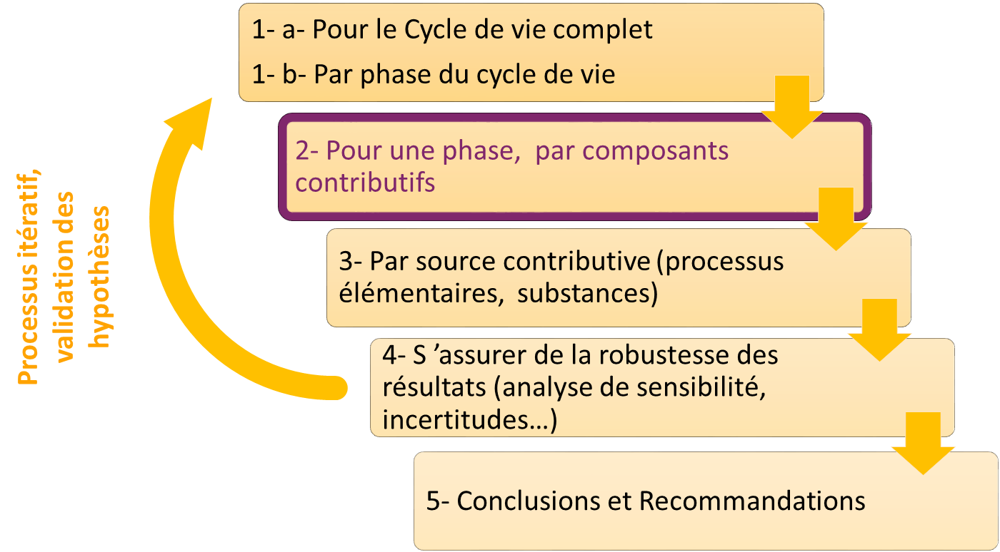 1- a- Pour le Cycle de vie complet
1- b- Par phase du cycle de vie
2- Pour une phase, par composants
contributifs
3- Par source contributive (processus
élémentaires, substances)
4- S ’assurer de la robustesse des
résultats (analyse de sensibilité,
incertitudes…)
5- Conclusions et Recommandations
Processus itératif,
validation des
hypothèses